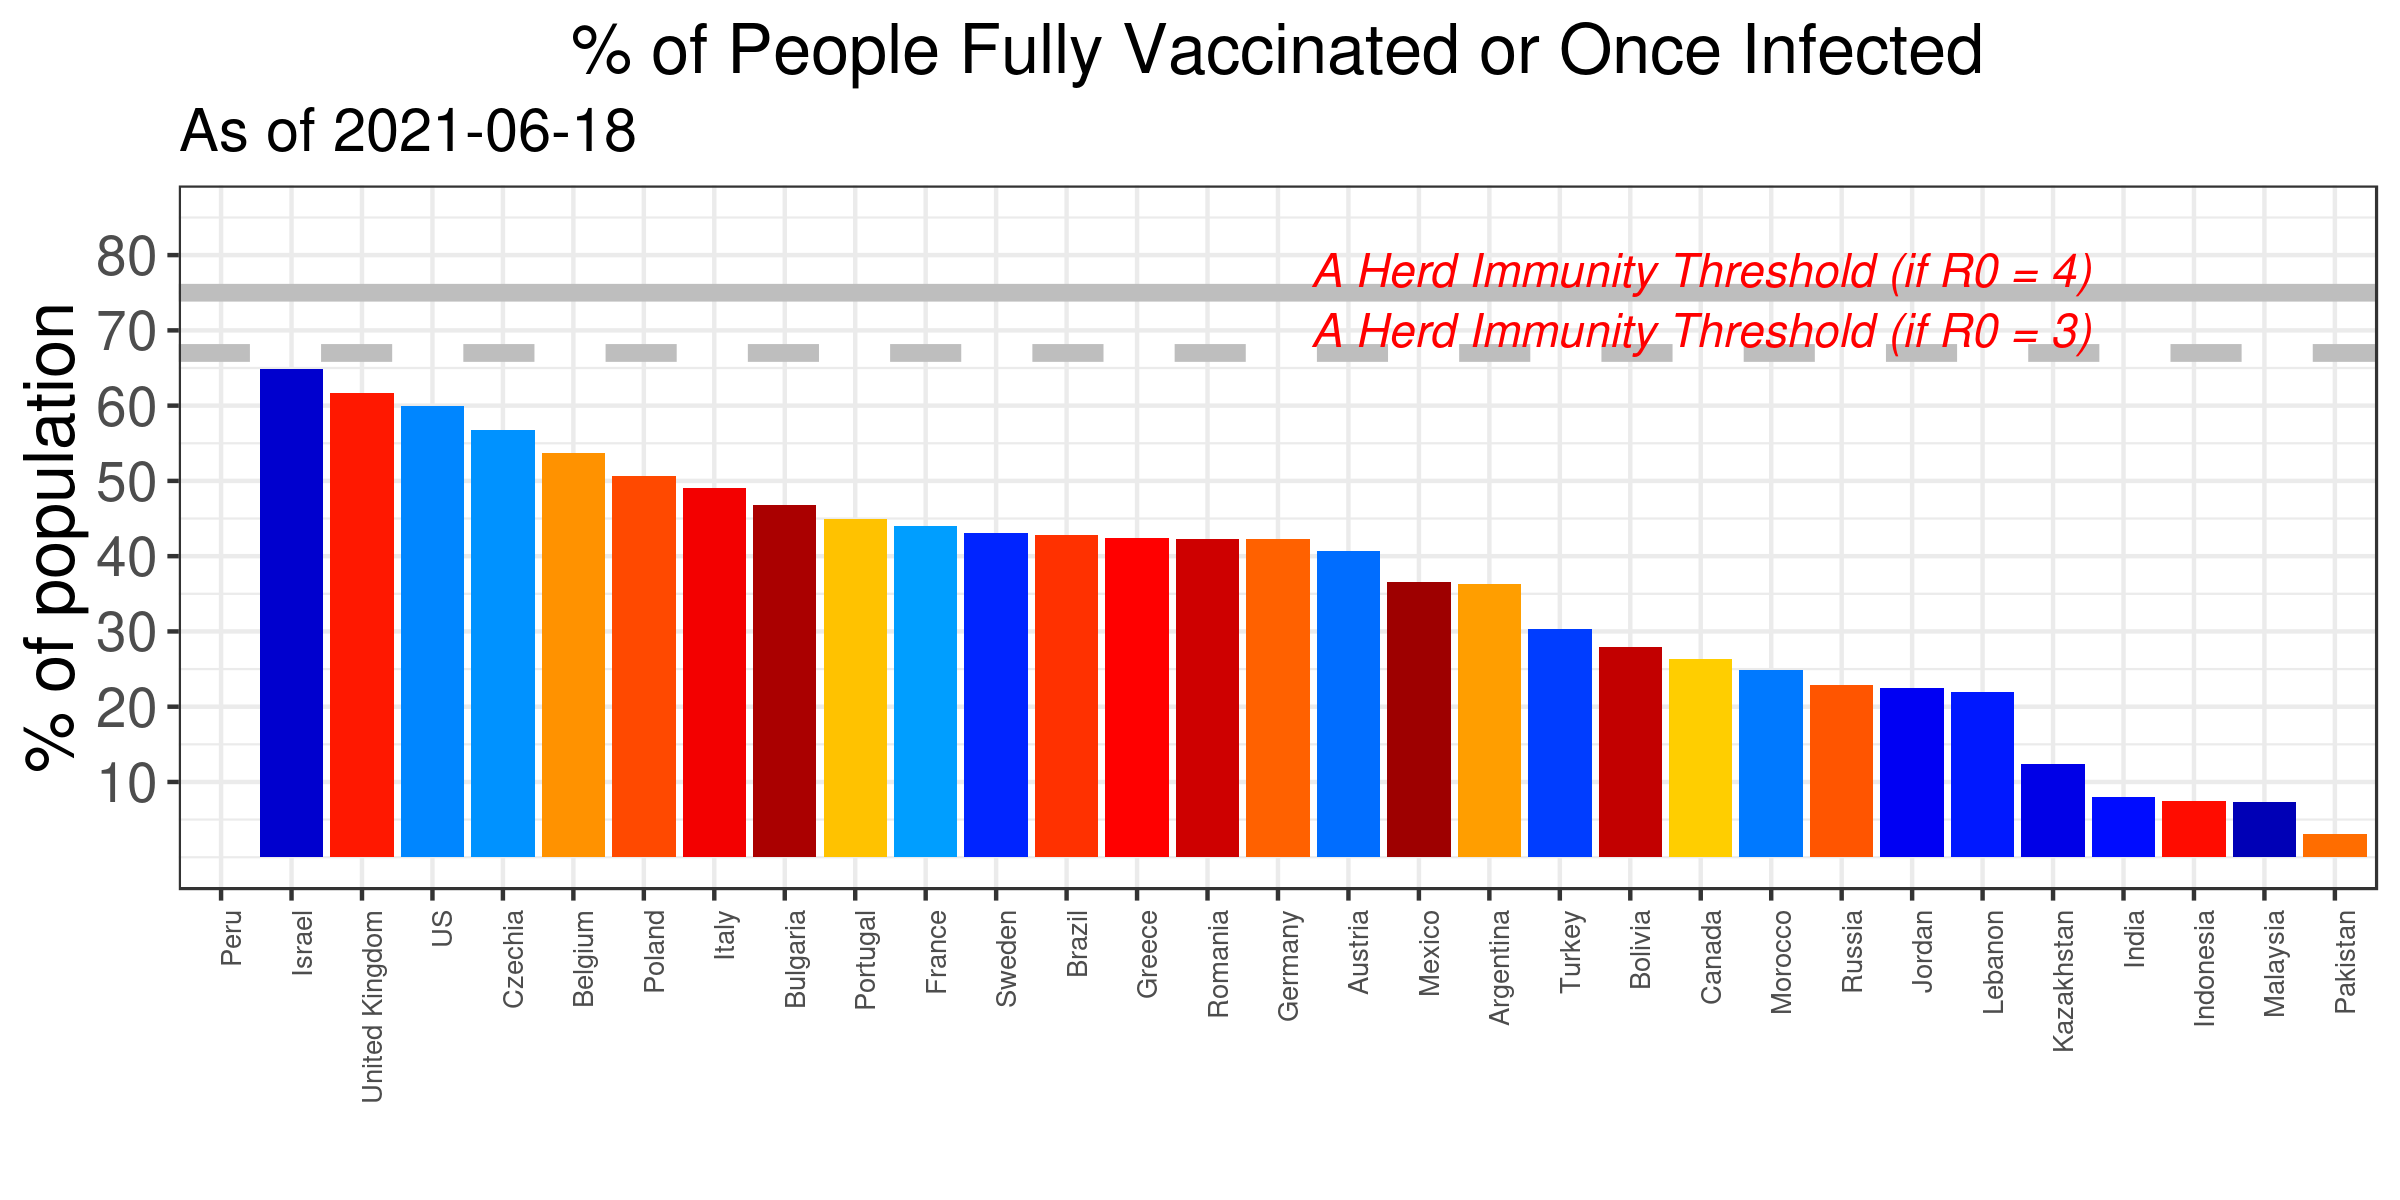 % of People Fully Vaccinated or Once Infected
As of 2021-06-18
% of population
80
70
60
50
40
30
20
10
A Herd Immunity Threshold (if R0 = 4)
A Herd Immunity Threshold (if R0 = 3)
Peru
Israel
United Kingdom
US
Czechia
Belgium
Poland
Italy
Bulgaria
Portugal
France
Sweden
Brazil
Greece
Romania
Germany
Austria
Mexico
Argentina
Turkey
Bolivia
Canada
Morocco
Russia
Jordan
Lebanon
Kazakhstan
India
Indonesia
Malaysia
Pakistan